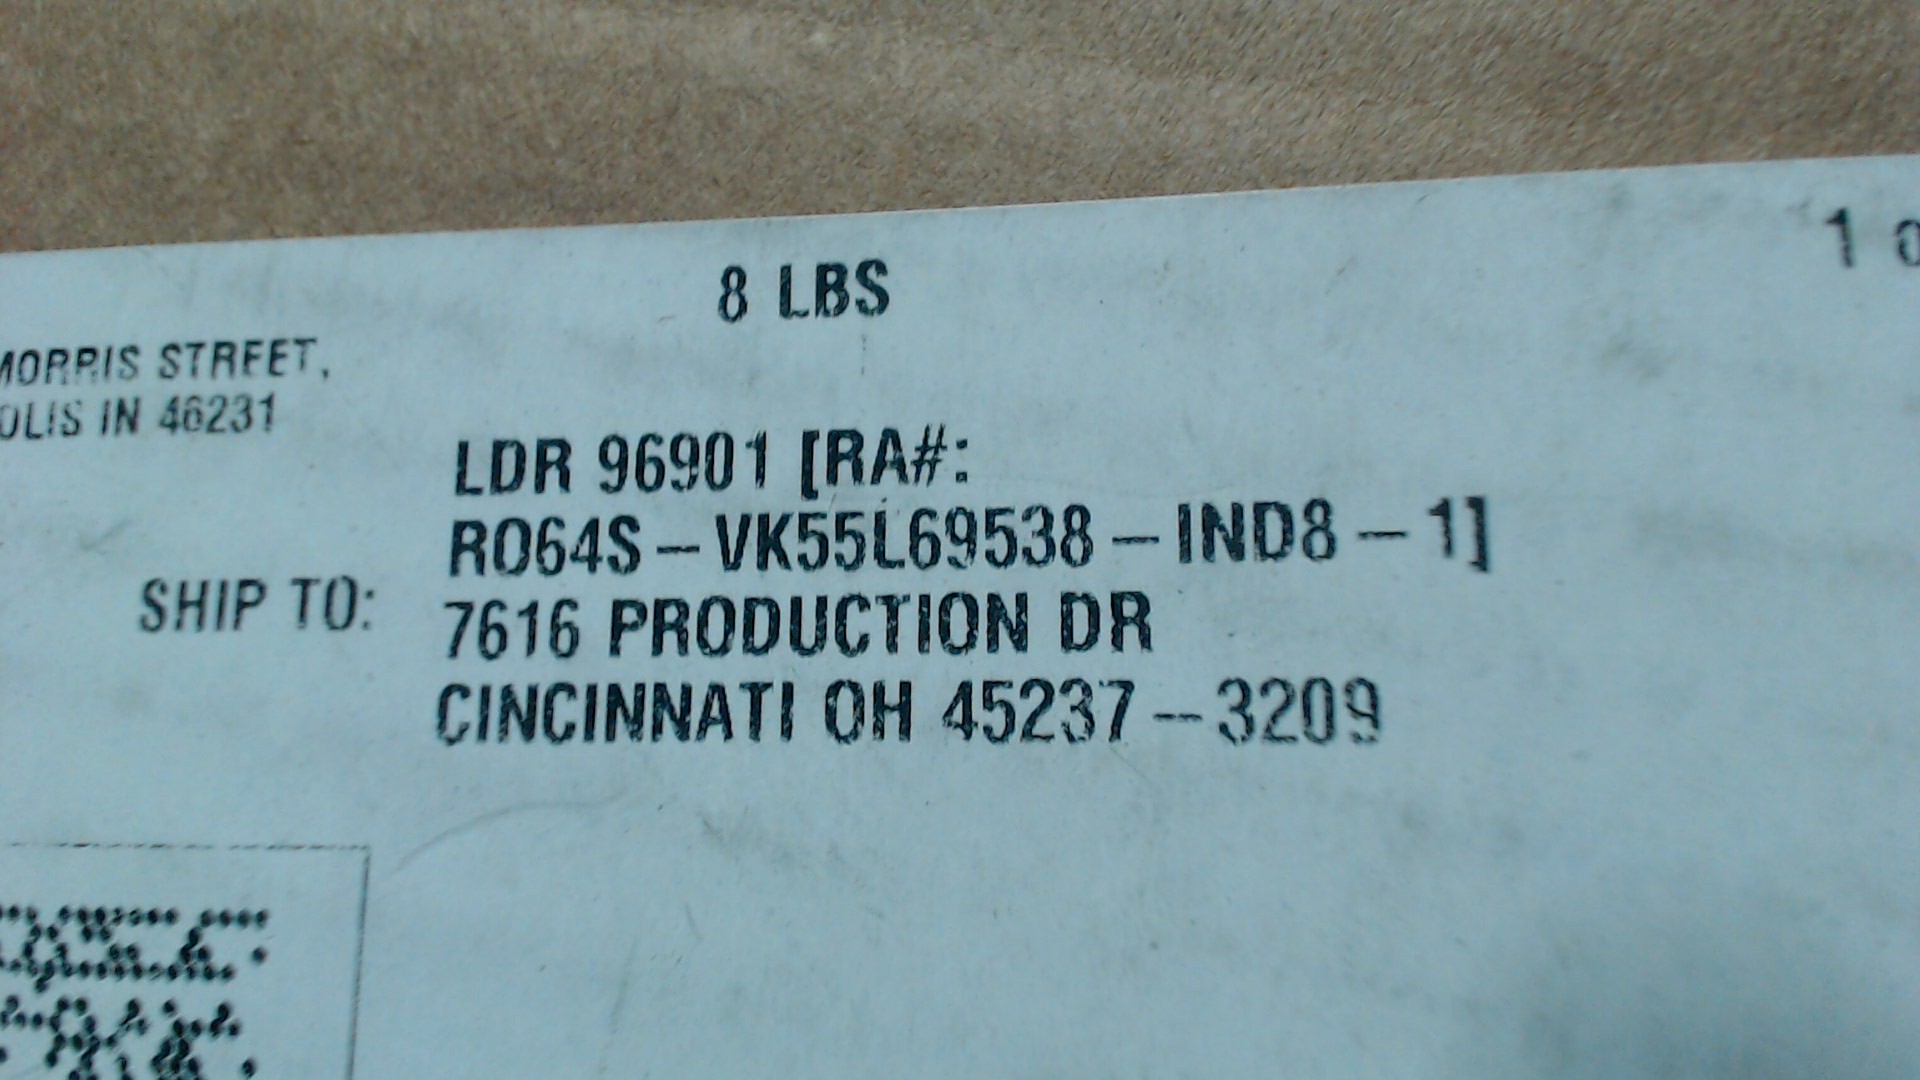 8 LBS
1 o
MORRIS STREET,
OLIS IN 46231
LDR 96901 [RA#:
RO64S-VK55L69538-IND8-1]
SHIP TO:
7616 PRODUCTION DR
CINCINNATI OH 45237-3209